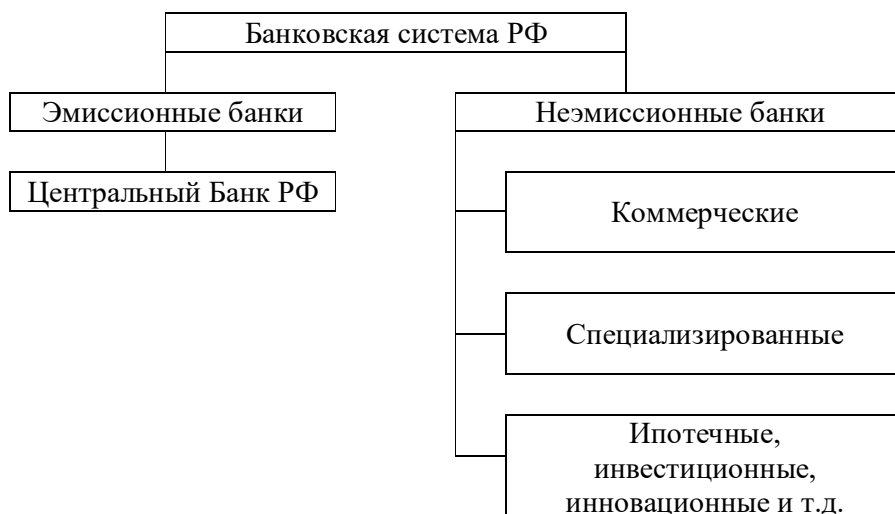 Банковская система РФ
Эмиссионные банки
Неэмиссионные банки
Центральный Банк РФ
Коммерческие
Специализированные
Ипотечные,
инвестиционные,
инновационные и т.д.